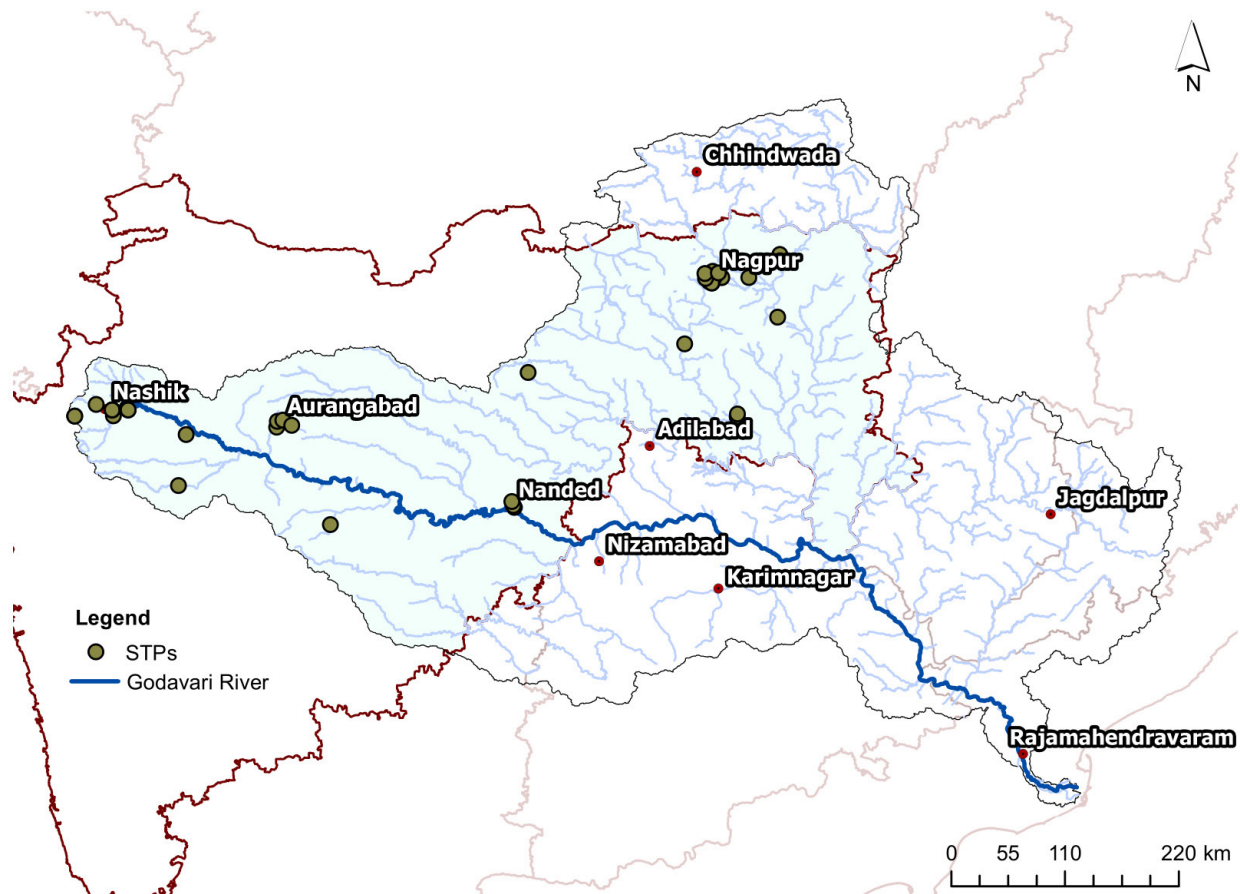 N
Chhindwada
Nagpur
Nashik
Aurangabad
Adilabad
Nanded
Jagdalpur
Nizamabad
Karimnagar
Legend
STPs
Godavari River
Rajamahendravaram
0 55 110 220 km